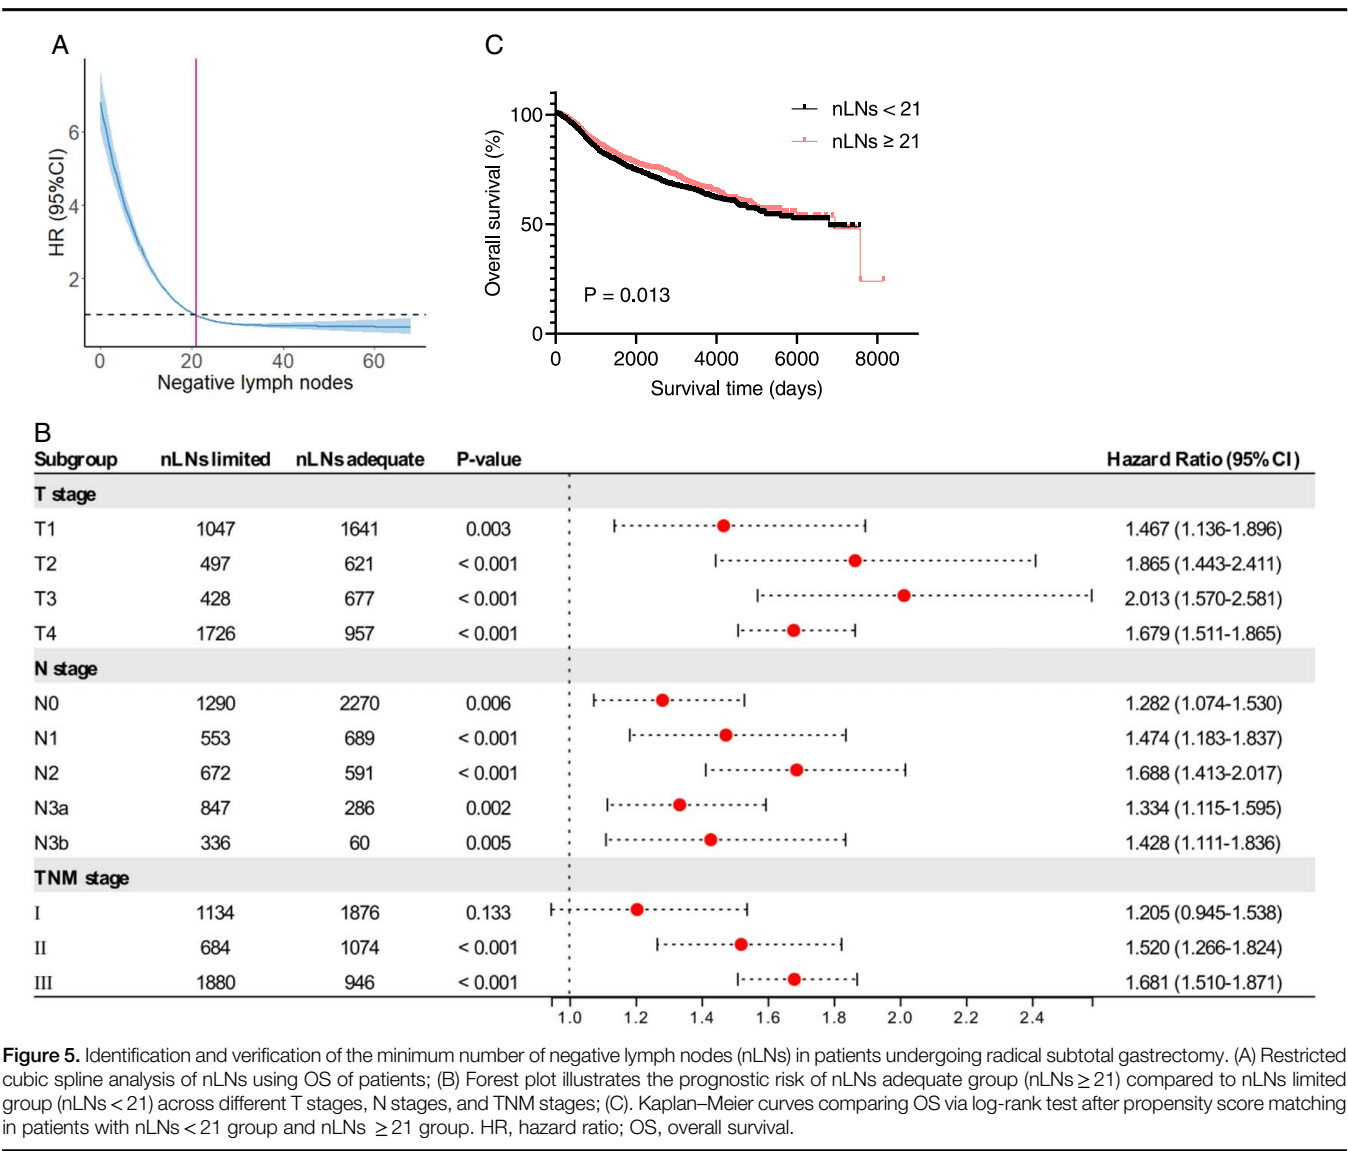 A
HR (95%CI)
6
4
2
0
20
40
60
Negative lymph nodes
C
Overall survival (%)
100
50
0
nLNs < 21
nLNs ≥ 21
P = 0.013
0
2000
4000
6000
8000
Survival time (days)
B
Subgroup nLNs limited nLNs adequate P-value Hazard Ratio (95% CI)
T stage
T1 1047 1641 0.003 1.467 (1.136-1.896)
T2 497 621 < 0.001 1.865 (1.443-2.411)
T3 428 677 < 0.001 2.013 (1.570-2.581)
T4 1726 957 < 0.001 1.679 (1.511-1.865)
N stage
N0 1290 2270 0.006 1.282 (1.074-1.530)
N1 553 689 < 0.001 1.474 (1.183-1.837)
N2 672 591 < 0.001 1.688 (1.413-2.017)
N3a 847 286 0.002 1.334 (1.115-1.595)
N3b 336 60 0.005 1.428 (1.111-1.836)
TNM stage
I 1134 1876 0.133 1.205 (0.945-1.538)
II 684 1074 < 0.001 1.520 (1.266-1.824)
III 1880 946 < 0.001 1.681 (1.510-1.871)
1.0 1.2 1.4 1.6 1.8 2.0 2.2 2.4
Figure 5. Identification and verification of the minimum number of negative lymph nodes (nLNs) in patients undergoing radical subtotal gastrectomy. (A) Restricted
cubic spline analysis of nLNs using OS of patients; (B) Forest plot illustrates the prognostic risk of nLNs adequate group (nLNs ≥ 21) compared to nLNs limited
group (nLNs < 21) across different T stages, N stages, and TNM stages; (C). Kaplan–Meier curves comparing OS via log-rank test after propensity score matching
in patients with nLNs < 21 group and nLNs ≥ 21 group. HR, hazard ratio; OS, overall survival.